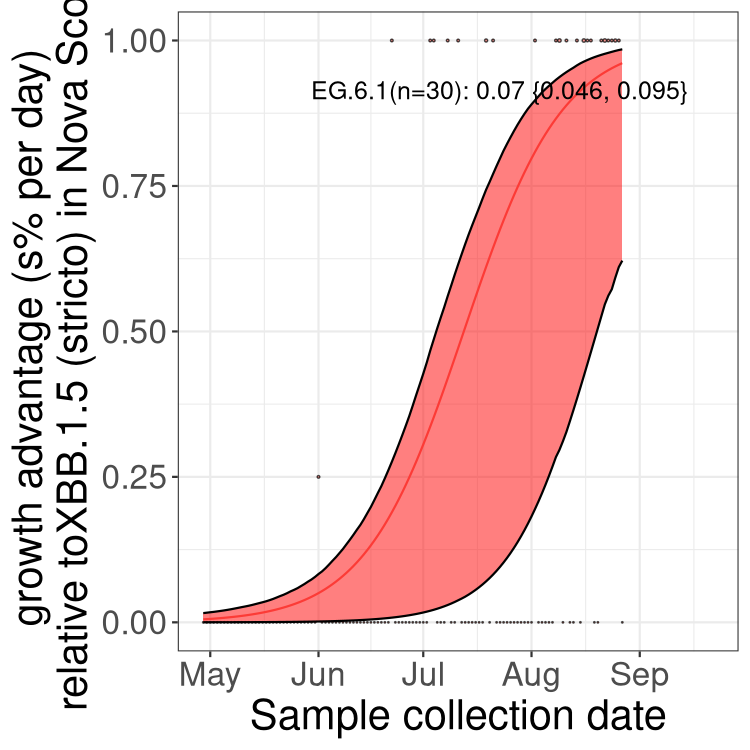 growth advantage (s% per day)
relative toXBB.1.5 (stricto) in Nova Sco
1.00
0.75
0.50
0.25
0.00
EG.6.1(n=30): 0.07 {0.046, 0.095}
May Jun Jul Aug Sep
Sample collection date